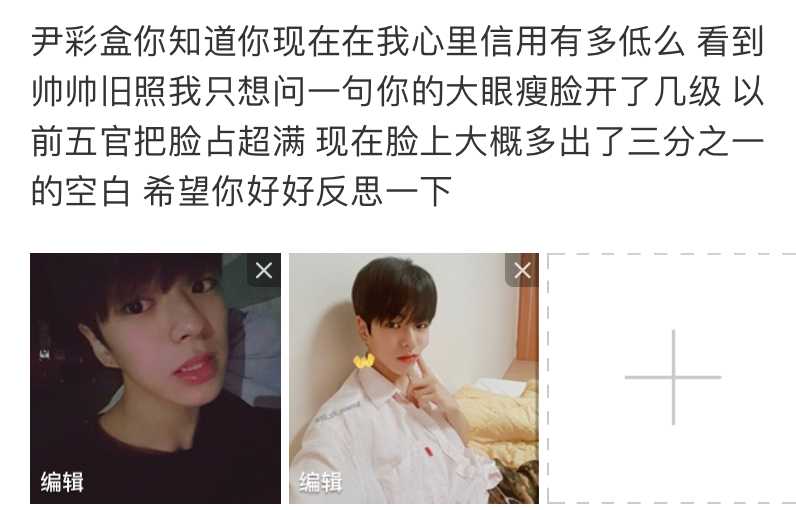 尹彩盒你知道你现在在我心里信用有多低么 看到
帅帅旧照我只想问一句你的大眼瘦脸开了几级 以
前五官把脸占超满 现在脸上大概多出了三分之一
的空白 希望你好好反思一下
编辑
编辑